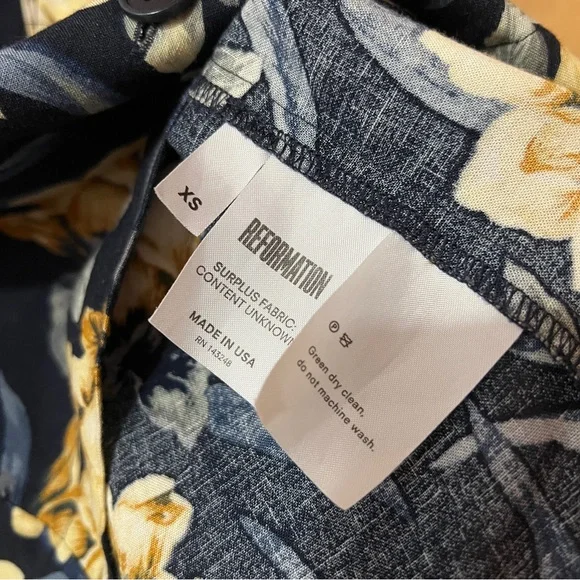 XS
REFORMATION
SURPLUS FABRIC:
CONTENT UNKNOWN
MADE IN USA
RN 143248
Ⓟ
Green dry clean,
do not machine wash.